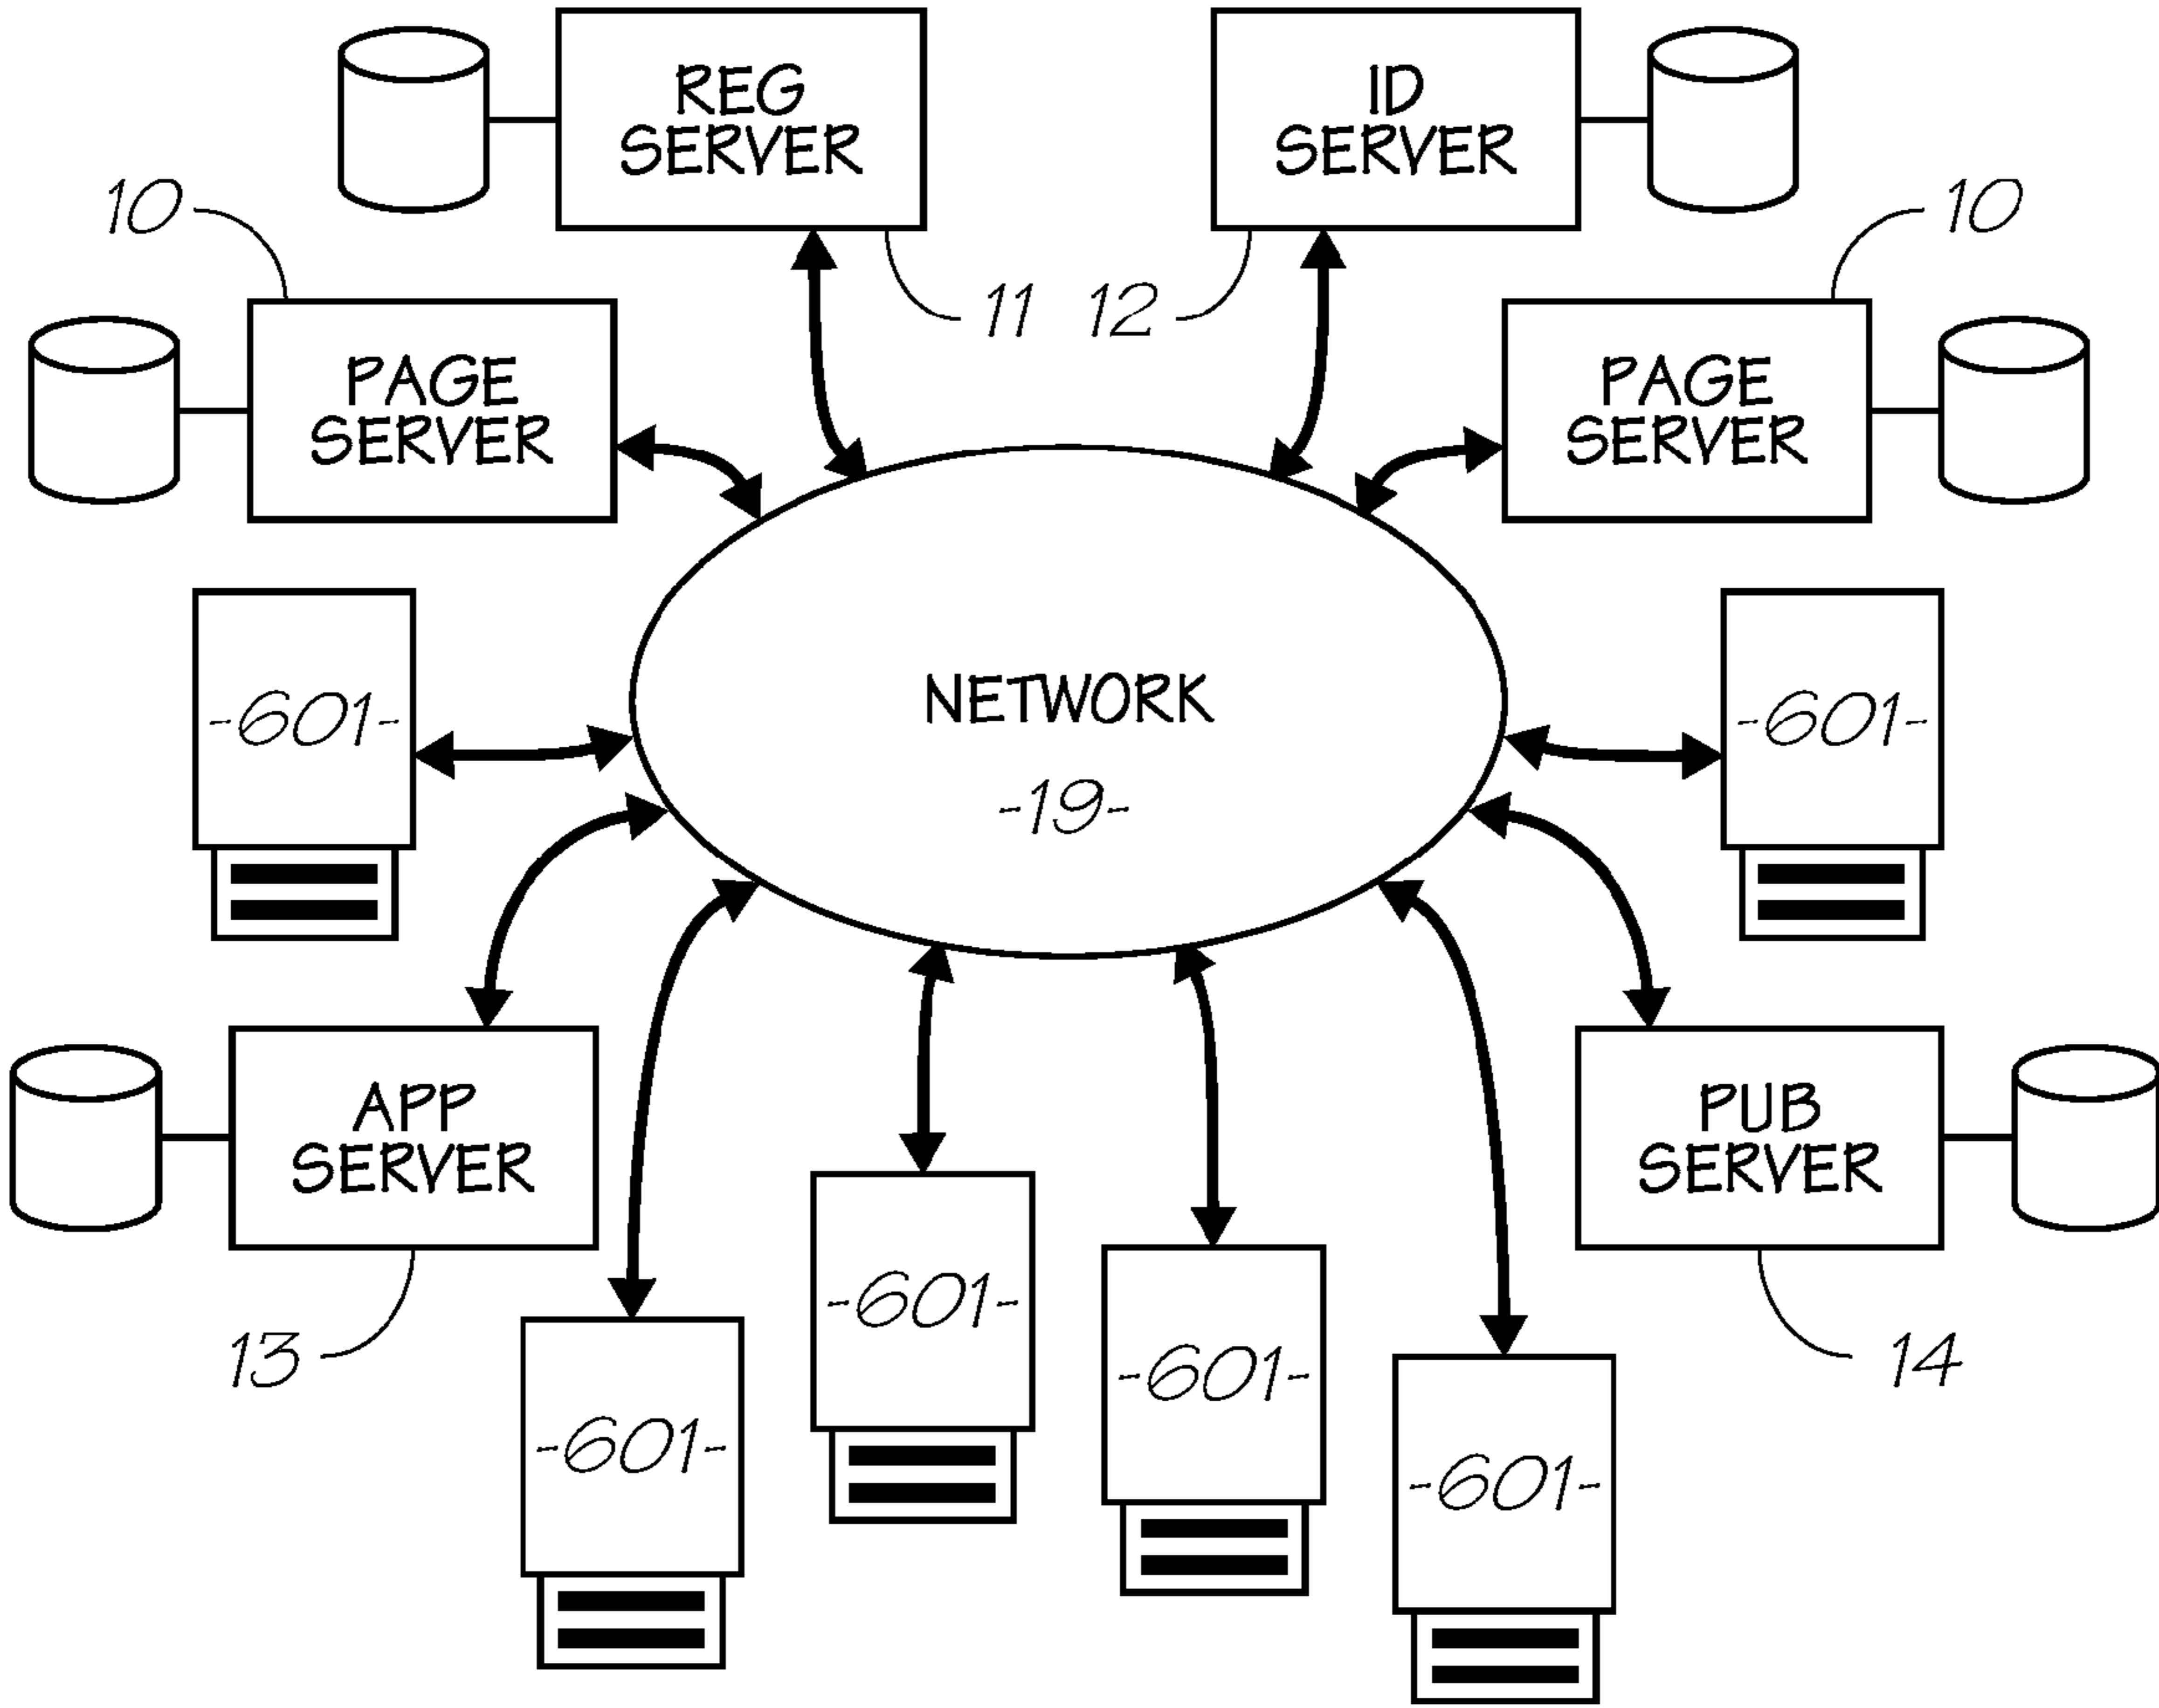 REG
SERVER
ID
SERVER
10
10
11
12
PAGE
SERVER
PAGE
SERVER
-601-
NETWORK
-19-
-601-
APP
SERVER
PUB
SERVER
13
14
-601-
-601-
-601-
-601-